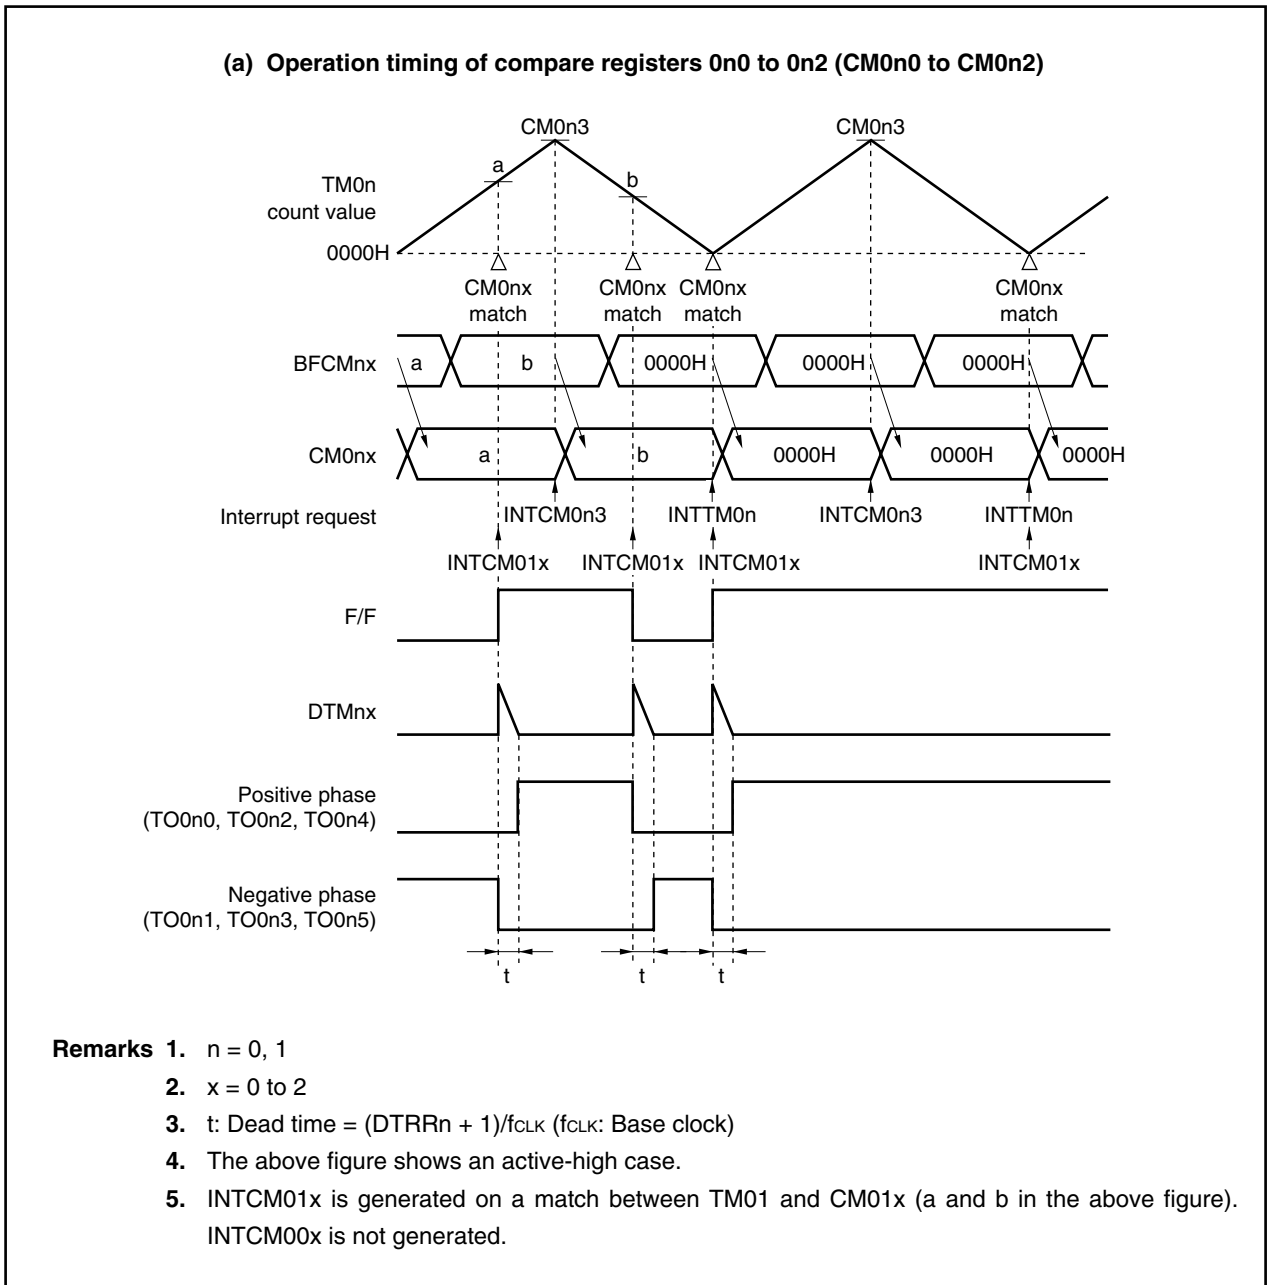 (a) Operation timing of compare registers 0n0 to 0n2 (CM0n0 to CM0n2)
CM0n3 CM0n3
a
b
TM0n
count value
0000H
CM0nx CM0nx CM0nx CM0nx
match match match match
BFCMnx a b 0000H 0000H 0000H
CM0nx a b 0000H 0000H 0000H
Interrupt request INTCM0n3 INTTM0n INTCM0n3 INTTM0n
INTCM01x INTCM01x INTCM01x INTCM01x
F/F
DTMnx
Positive phase
(TO0n0, TO0n2, TO0n4)
Negative phase
(TO0n1, TO0n3, TO0n5)
t t t
Remarks 1. n = 0, 1
2. x = 0 to 2
3. t: Dead time = (DTRRn + 1)/fCLK (fCLK: Base clock)
4. The above figure shows an active-high case.
5. INTCM01x is generated on a match between TM01 and CM01x (a and b in the above figure).
INTCM00x is not generated.